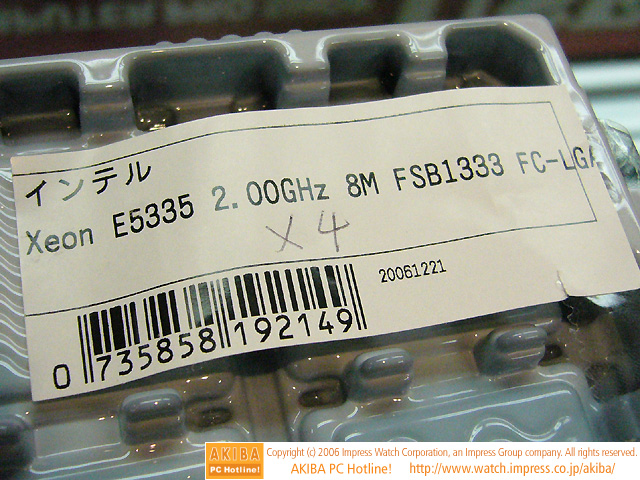 インテル
Xeon E5335 2.00GHz 8M FSB1333 FC-LGA
X4
20061221
0 735858 192149
AKIBA PC Hotline!
Copyright (c) 2006 Impress Watch Corporation, an Impress Group company. All rights reserved.
AKIBA PC Hotline! http://www.watch.impress.co.jp/akiba/